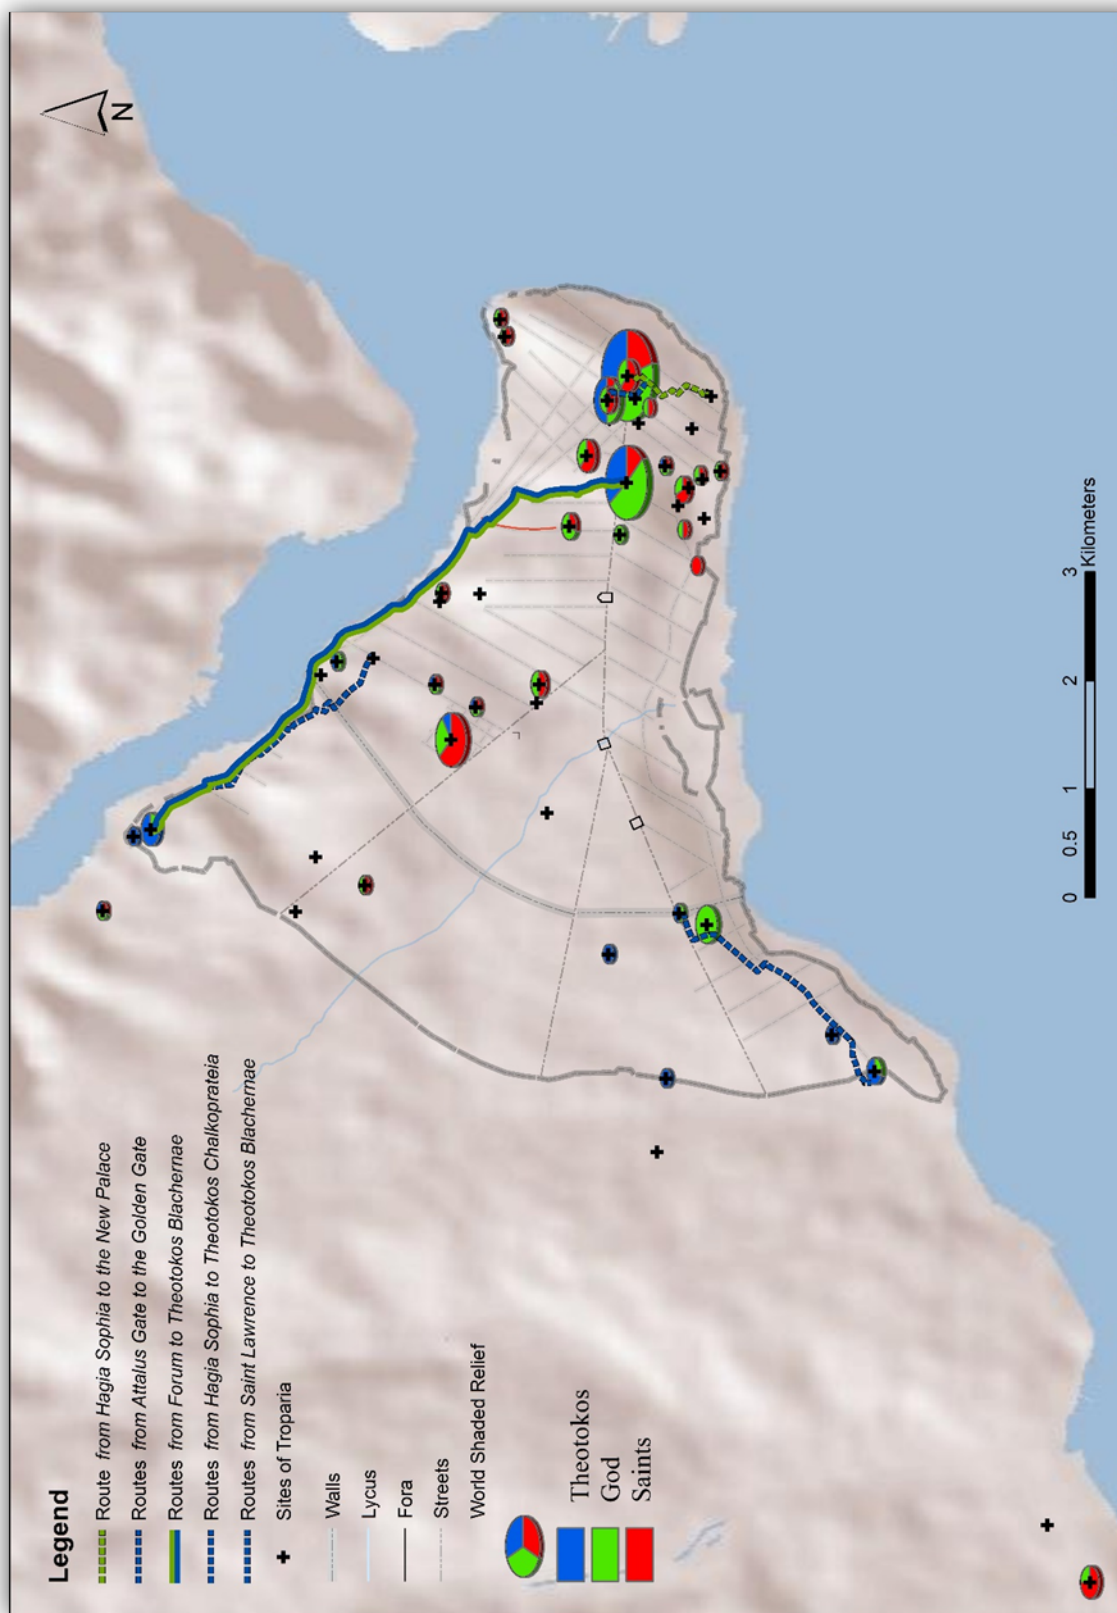 Legend
Route from Hagia Sophia to the New Palace
Routes from Attalus Gate to the Golden Gate
Routes from Forum to Theotokos Blachernae
Routes from Hagia Sophia to Theotokos Chalkoprateia
Routes from Saint Lawrence to Theotokos Blachernae
Sites of Troparia
Walls
Lycus
Fora
Streets
World Shaded Relief
Theotokos
God
Saints
N
0 0.5 1 2 3
Kilometers